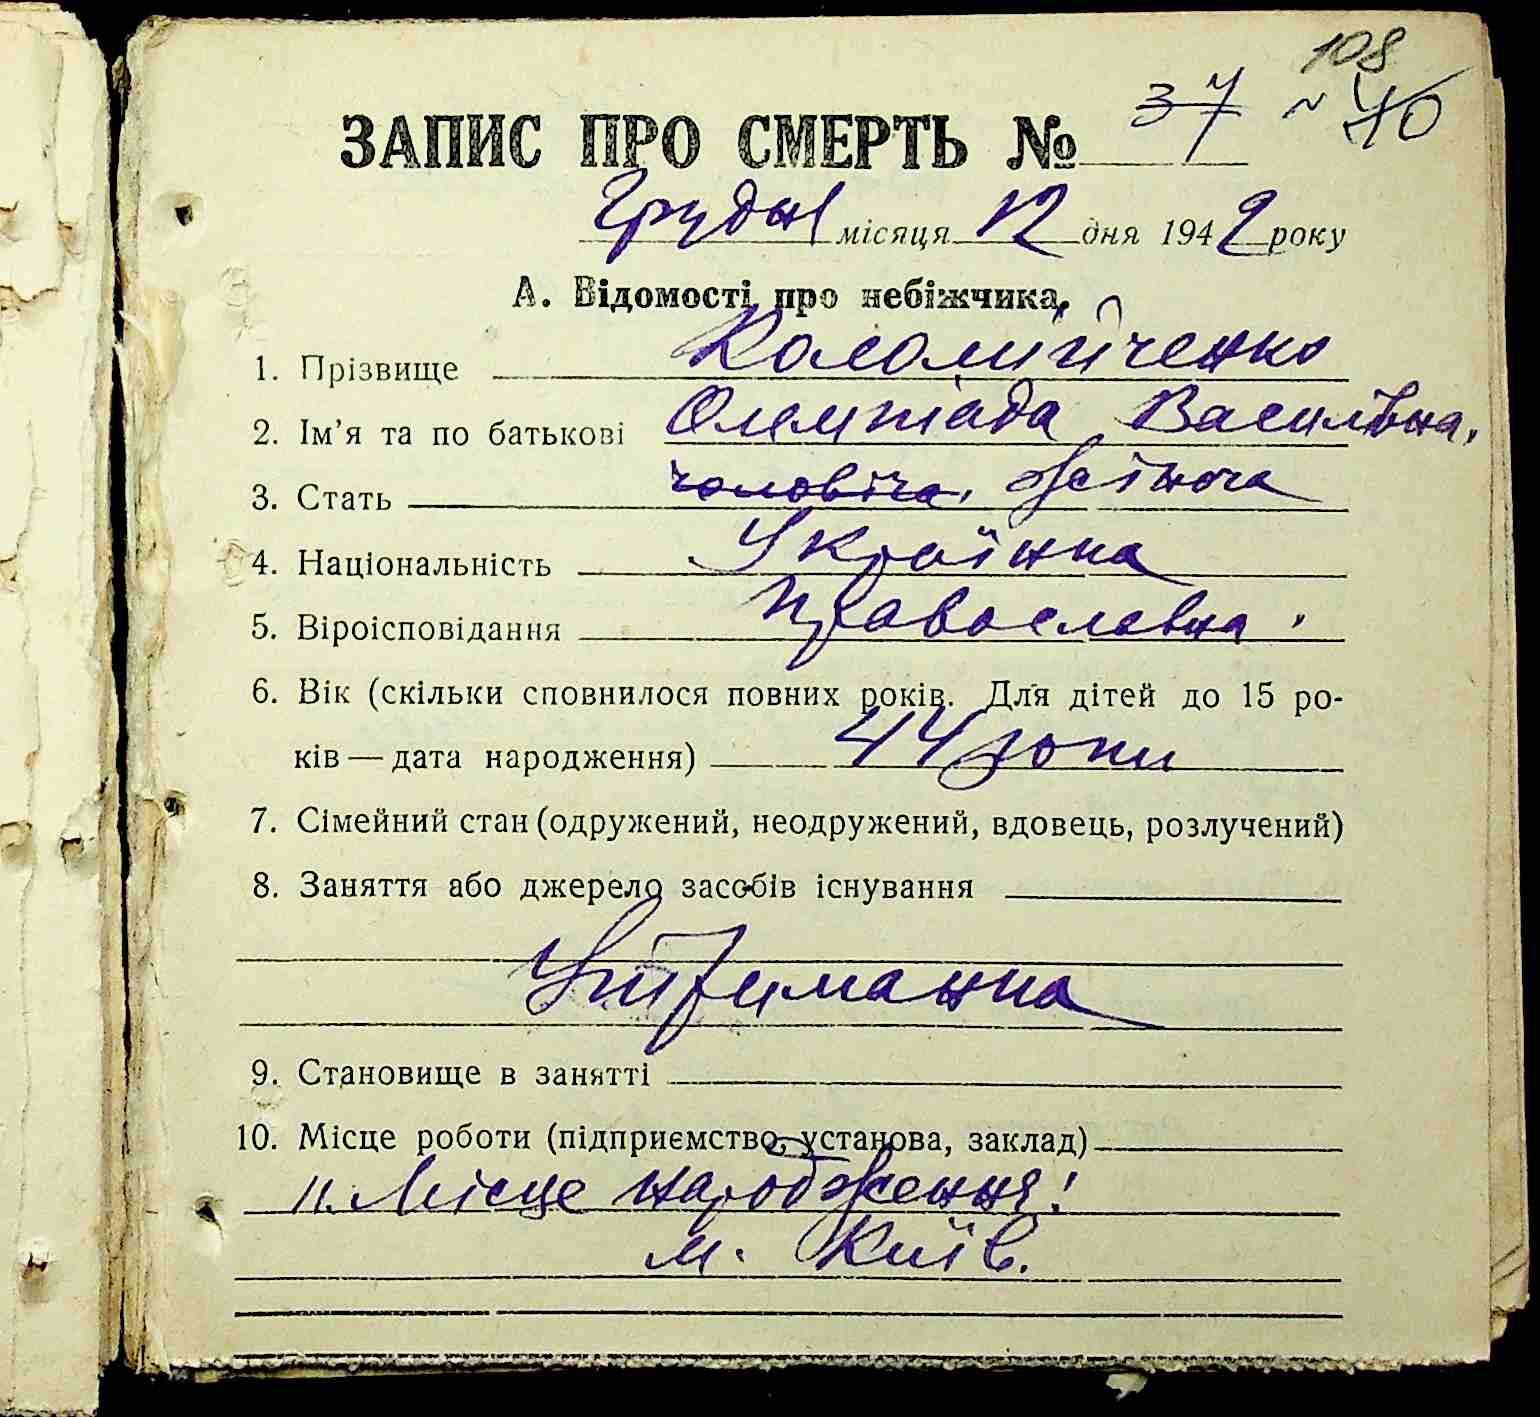 108
ЗАПИС ПРО СМЕРТЬ № 37 ~ 40
Грудня місяця 12 дня 1942 року
А. Відомості про небіжчика.
1. Прізвище Коломійченко
2. Ім'я та по батькові Олимпіада Василівна.
3. Стать чоловіча, жіноча
4. Національність Українка
5. Віроісповідання Православна.
6. Вік (скільки сповнилося повних років. Для дітей до 15 ро-
ків — дата народження) 44 роки
7. Сімейний стан (одружений, неодружений, вдовець, розлучений)
8. Заняття або джерело засобів існування
Утриманка
9. Становище в занятті
10. Місце роботи (підприємство, установа, заклад)
11. Місце народження:
м. Київ.